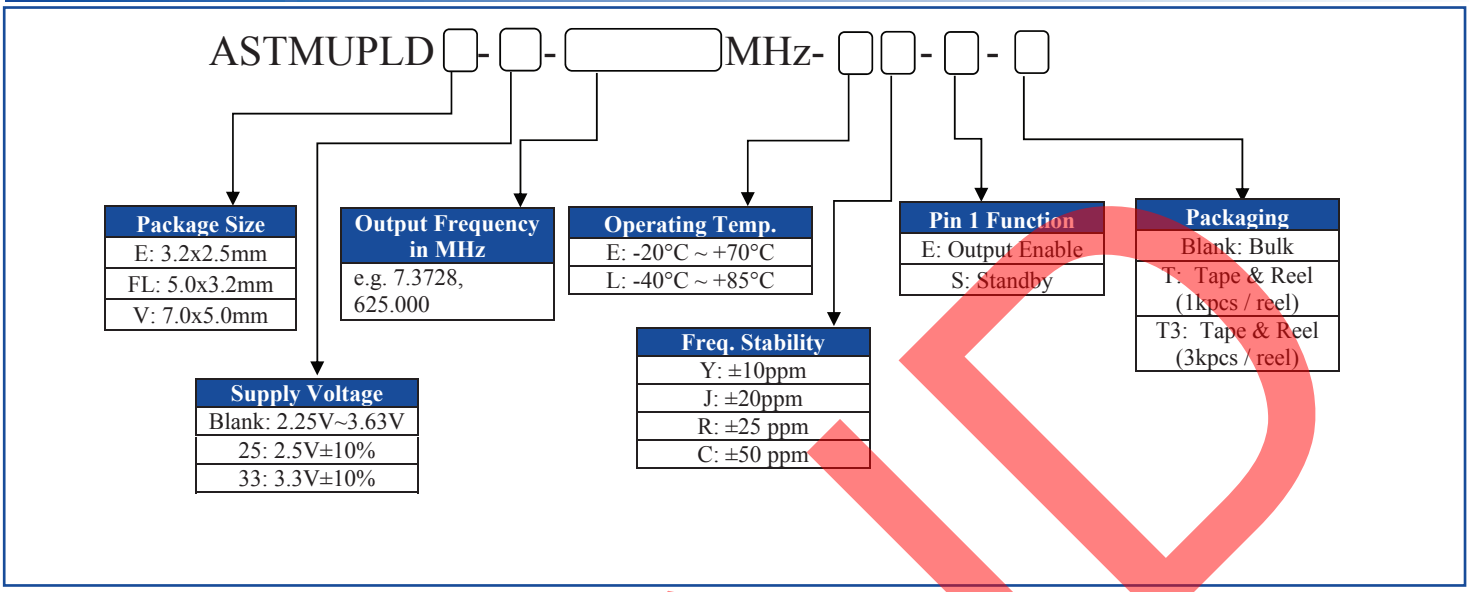 ASTMUPLD - - MHz- - -
Package Size
E: 3.2x2.5mm
FL: 5.0x3.2mm
V: 7.0x5.0mm
Supply Voltage
Blank: 2.25V~3.63V
25: 2.5V±10%
33: 3.3V±10%
Output Frequency
in MHz
e.g. 7.3728,
625.000
Operating Temp.
E: -20°C ~ +70°C
L: -40°C ~ +85°C
Freq. Stability
Y: ±10ppm
J: ±20ppm
R: ±25 ppm
C: ±50 ppm
Pin 1 Function
E: Output Enable
S: Standby
Packaging
Blank: Bulk
T: Tape & Reel
(1kpcs / reel)
T3: Tape & Reel
(3kpcs / reel)